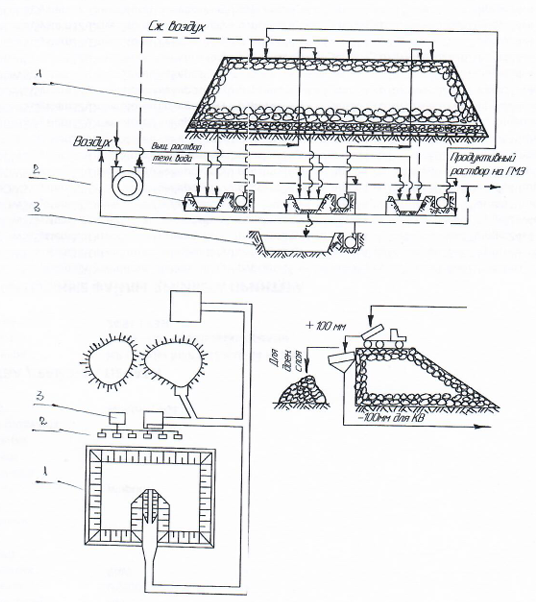 Сж. воздух
1
Воздух
Выщ. раствор
техн. вода
Продуктивный
раствор на ГМЗ
2
3
+100 мм
Для
дрен.
слоя
-100мм для КВ
3
2
1